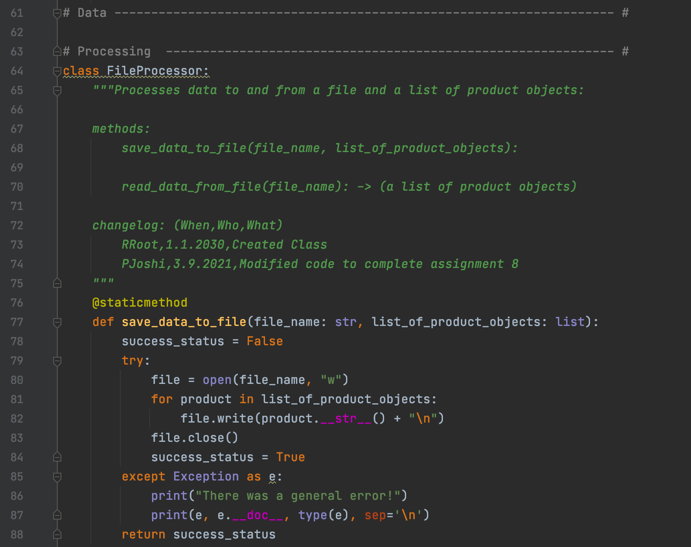 61 # Data ---------------------------------------------------------------- #
62
63 # Processing  --------------------------------------------------------- #
64 class FileProcessor:
65     """Processes data to and from a file and a list of product objects:
66
67     methods:
68         save_data_to_file(file_name, list_of_product_objects):
69
70         read_data_from_file(file_name): -> (a list of product objects)
71
72     changelog: (When,Who,What)
73         RRoot,1.1.2030,Created Class
74         PJoshi,3.9.2021,Modified code to complete assignment 8
75     """
76     @staticmethod
77     def save_data_to_file(file_name: str, list_of_product_objects: list):
78         success_status = False
79         try:
80             file = open(file_name, "w")
81             for product in list_of_product_objects:
82                 file.write(product.__str__() + "\n")
83             file.close()
84             success_status = True
85         except Exception as e:
86             print("There was a general error!")
87             print(e, e.__doc__, type(e), sep='\n')
88         return success_status